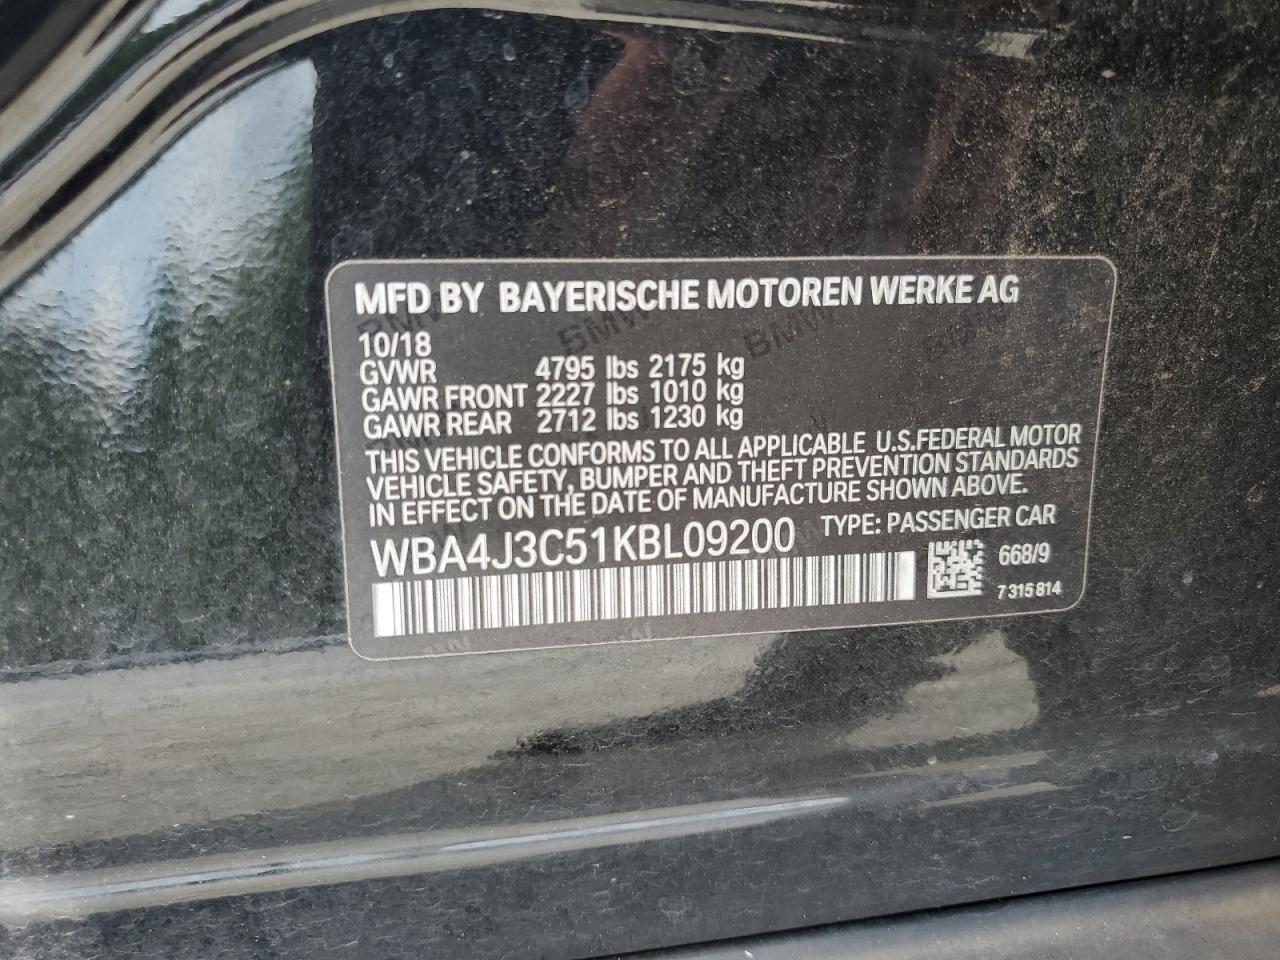 MFD BY BAYERISCHE MOTOREN WERKE AG
10/18
GVWR 4795 lbs 2175 kg
GAWR FRONT 2227 lbs 1010 kg
GAWR REAR 2712 lbs 1230 kg
THIS VEHICLE CONFORMS TO ALL APPLICABLE U.S.FEDERAL MOTOR
VEHICLE SAFETY, BUMPER AND THEFT PREVENTION STANDARDS
IN EFFECT ON THE DATE OF MANUFACTURE SHOWN ABOVE.
WBA4J3C51KBL09200 TYPE: PASSENGER CAR
668/9
7 315 814